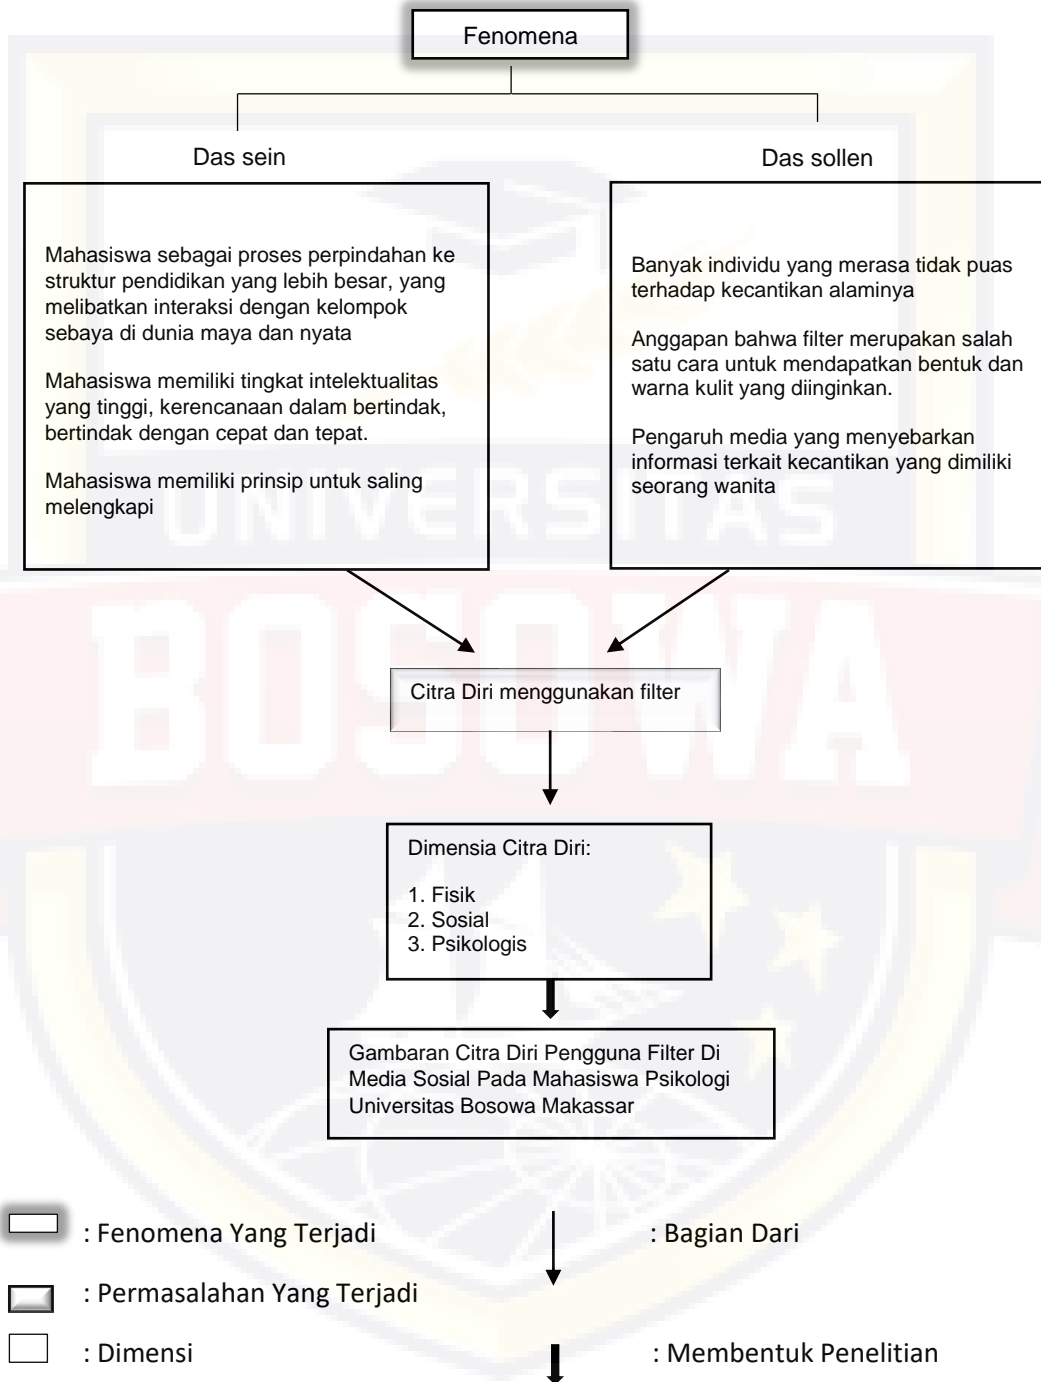 Fenomena
Das sein
Das sollen
Mahasiswa sebagai proses perpindahan ke
struktur pendidikan yang lebih besar, yang
melibatkan interaksi dengan kelompok
sebaya di dunia maya dan nyata
Mahasiswa memiliki tingkat intelektualitas
yang tinggi, kerencanaan dalam bertindak,
bertindak dengan cepat dan tepat.
Mahasiswa memiliki prinsip untuk saling
melengkapi
Banyak individu yang merasa tidak puas
terhadap kecantikan alaminya
Anggapan bahwa filter merupakan salah
satu cara untuk mendapatkan bentuk dan
warna kulit yang diinginkan.
Pengaruh media yang menyebarkan
informasi terkait kecantikan yang dimiliki
seorang wanita
UNIVERSITAS
BOSOWA
Citra Diri menggunakan filter
Dimensia Citra Diri:
1. Fisik
2. Sosial
3. Psikologis
Gambaran Citra Diri Pengguna Filter Di
Media Sosial Pada Mahasiswa Psikologi
Universitas Bosowa Makassar
: Fenomena Yang Terjadi
: Bagian Dari
: Permasalahan Yang Terjadi
: Dimensi
: Membentuk Penelitian